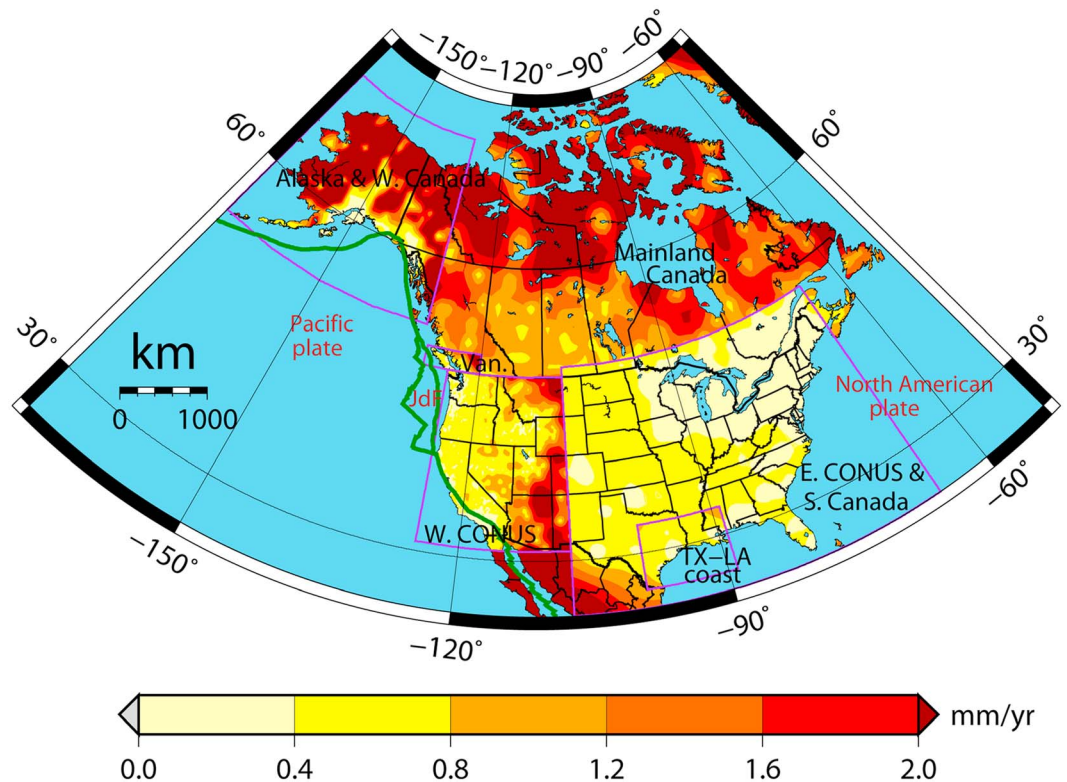 −150° −120° −90° −60°
60°
60°
Alaska & W. Canada
Mainland
Canada
Pacific
plate
30°
30°
km
0 1000
Van.
JdF
North American
plate
E. CONUS &
S. Canada
−60°
W. CONUS
TX−LA
coast
−150°
−120°
−90°
mm/yr
0.0 0.4 0.8 1.2 1.6 2.0